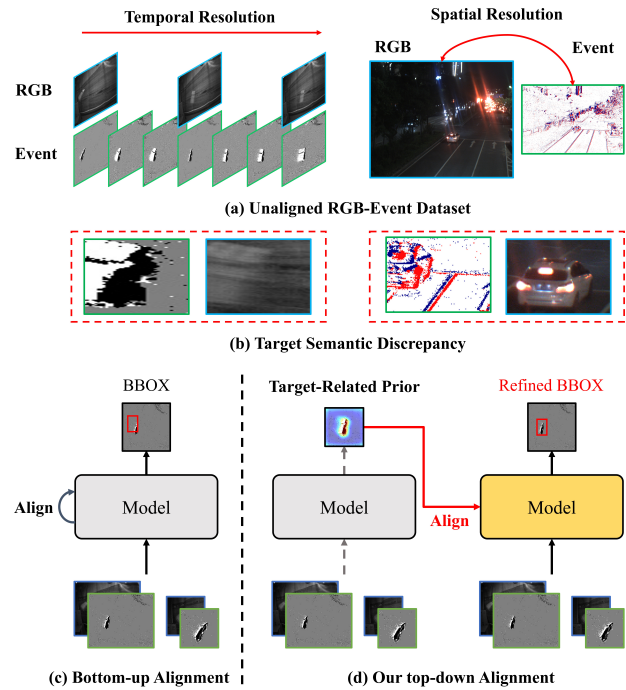 Temporal Resolution
Spatial Resolution
RGB
Event
RGB
Event
(a) Unaligned RGB-Event Dataset
(b) Target Semantic Discrepancy
BBOX
Target-Related Prior
Refined BBOX
Align
Model
Model
Align
Model
(c) Bottom-up Alignment
(d) Our top-down Alignment